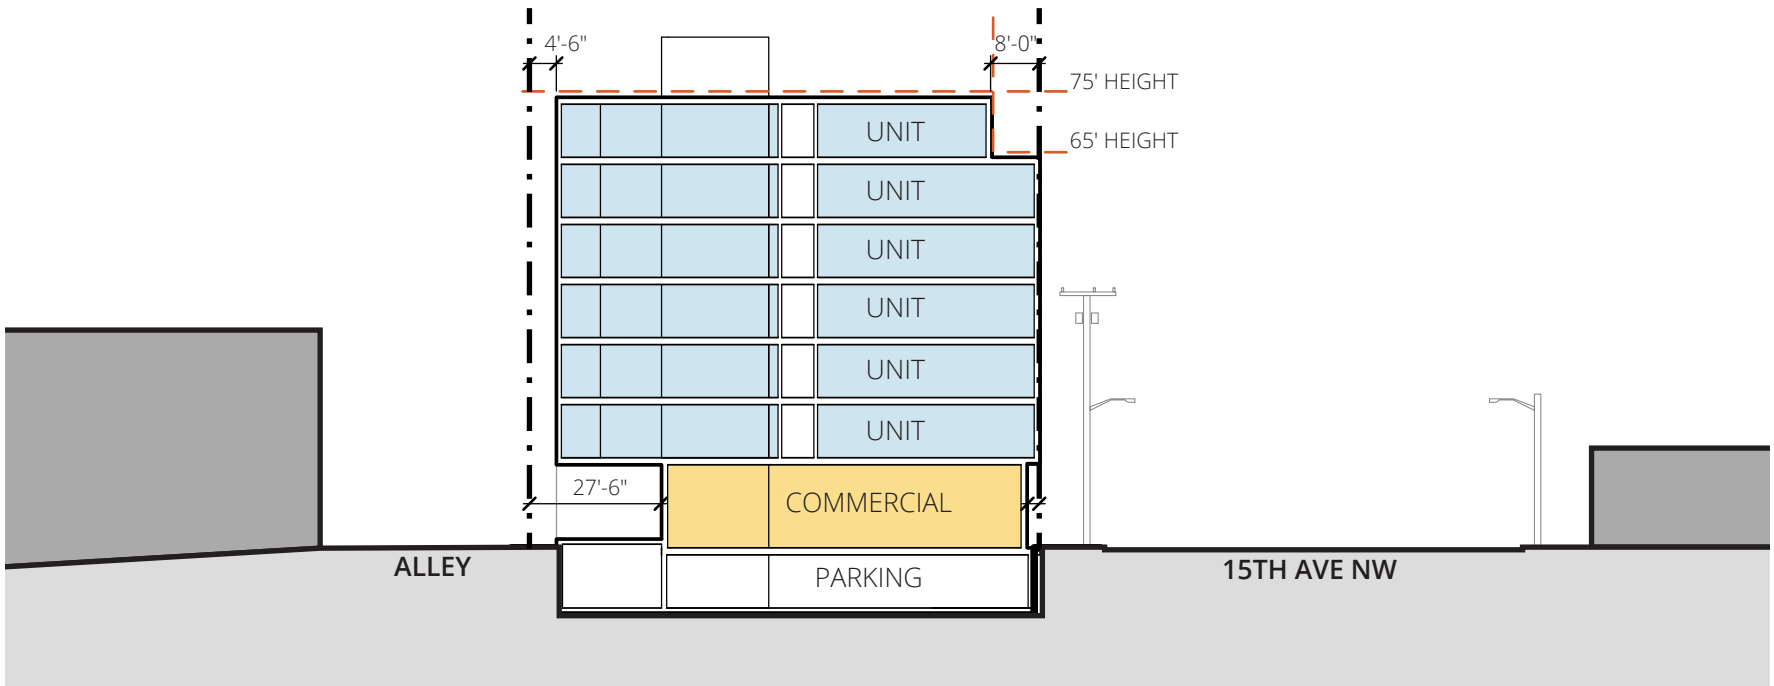 4'-6"
8'-0"
75' HEIGHT
65' HEIGHT
UNIT
UNIT
UNIT
UNIT
UNIT
UNIT
27'-6"
COMMERCIAL
ALLEY
PARKING
15TH AVE NW